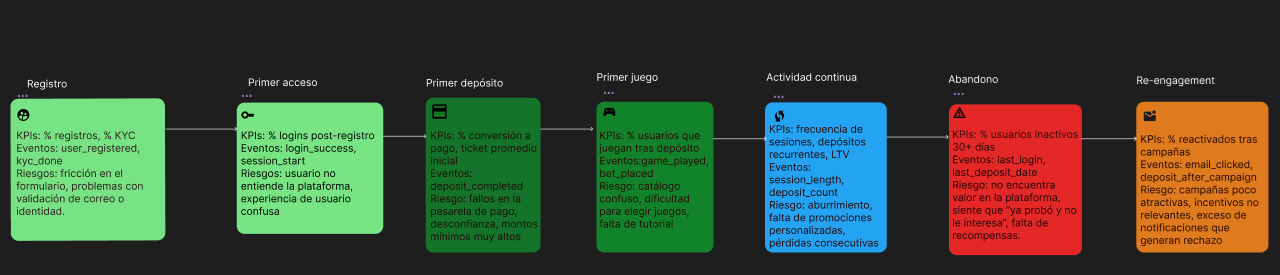 Registro
KPIs: % registros, % KYC
Eventos: user_registered,
kyc_done
Riesgos: fricción en el
formulario, problemas con
validación de correo o
identidad.
Primer acceso
KPIs: % logins post-registro
Eventos: login_success,
session_start
Riesgos: usuario no
entiende la plataforma,
experiencia de usuario
confusa
Primer depósito
KPIs: % conversión a
pago, ticket promedio
inicial
Eventos:
deposit_completed
Riesgo: fallos en la
pasarela de pago,
desconfianza, montos
mínimos muy altos
Primer juego
KPIs: % usuarios que
juegan tras depósito
Eventos:game_played,
bet_placed
Riesgo: catálogo
confuso, dificultad
para elegir juegos,
falta de tutorial
Actividad continua
KPIs: frecuencia de
sesiones, depósitos
recurrentes, LTV
Eventos:
session_length,
deposit_count
Riesgo: aburrimiento,
falta de promociones
personalizadas,
pérdidas consecutivas
Abandono
KPIs: % usuarios inactivos
30+ días
Eventos: last_login,
last_deposit_date
Riesgo: no encuentra
valor en la plataforma,
siente que "ya probó y no
le interesa", falta de
recompensas.
Re-engagement
KPIs: % reactivados tras
campañas
Eventos: email_clicked,
deposit_after_campaign
Riesgo: campañas poco
atractivas, incentivos no
relevantes, exceso de
notificaciones que
generan rechazo